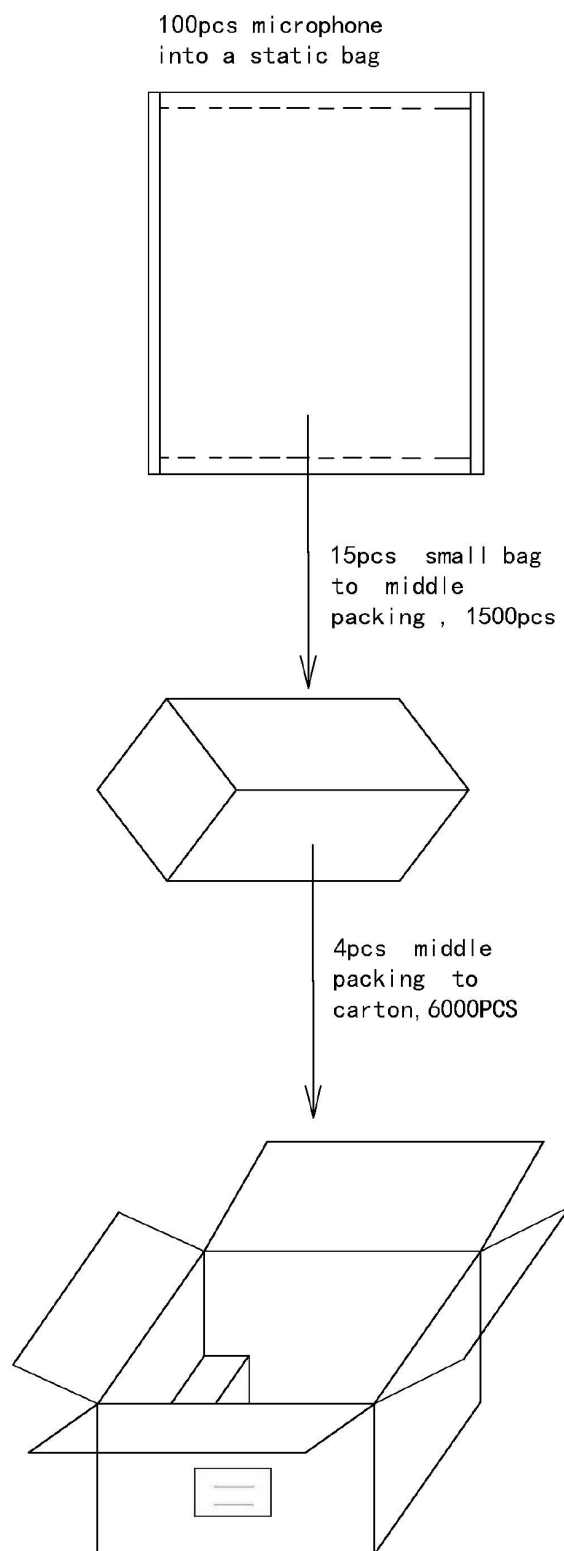 100pcs microphone
into a static bag
15pcs small bag
to middle
packing , 1500pcs
4pcs middle
packing to
carton,6000PCS